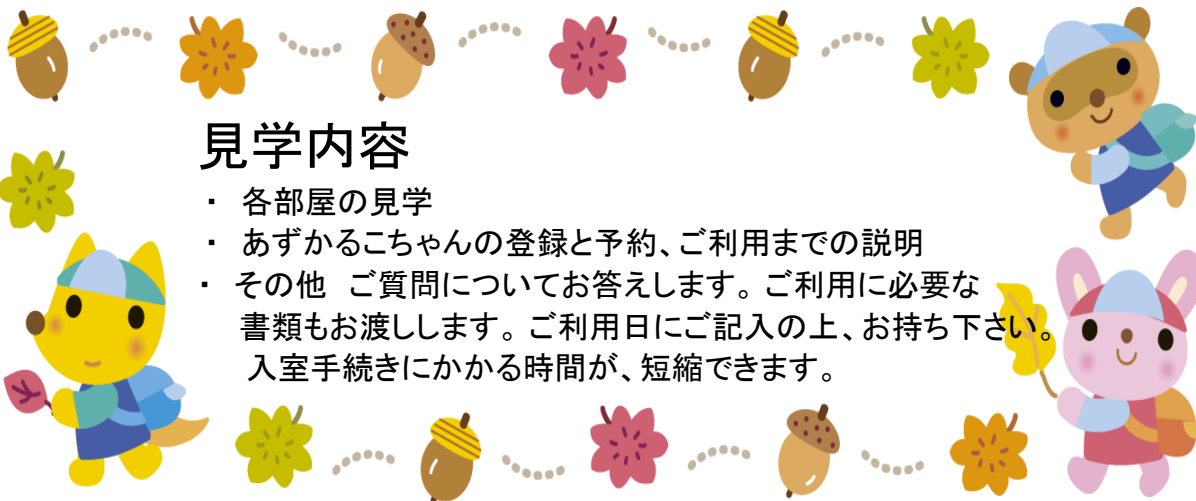 見学内容
・ 各部屋の見学
・ あずかるこちゃんの登録と予約、ご利用までの説明
・ その他 ご質問についてお答えします。ご利用に必要な
書類もお渡しします。ご利用日にご記入の上、お持ち下さい。
入室手続きにかかる時間が、短縮できます。